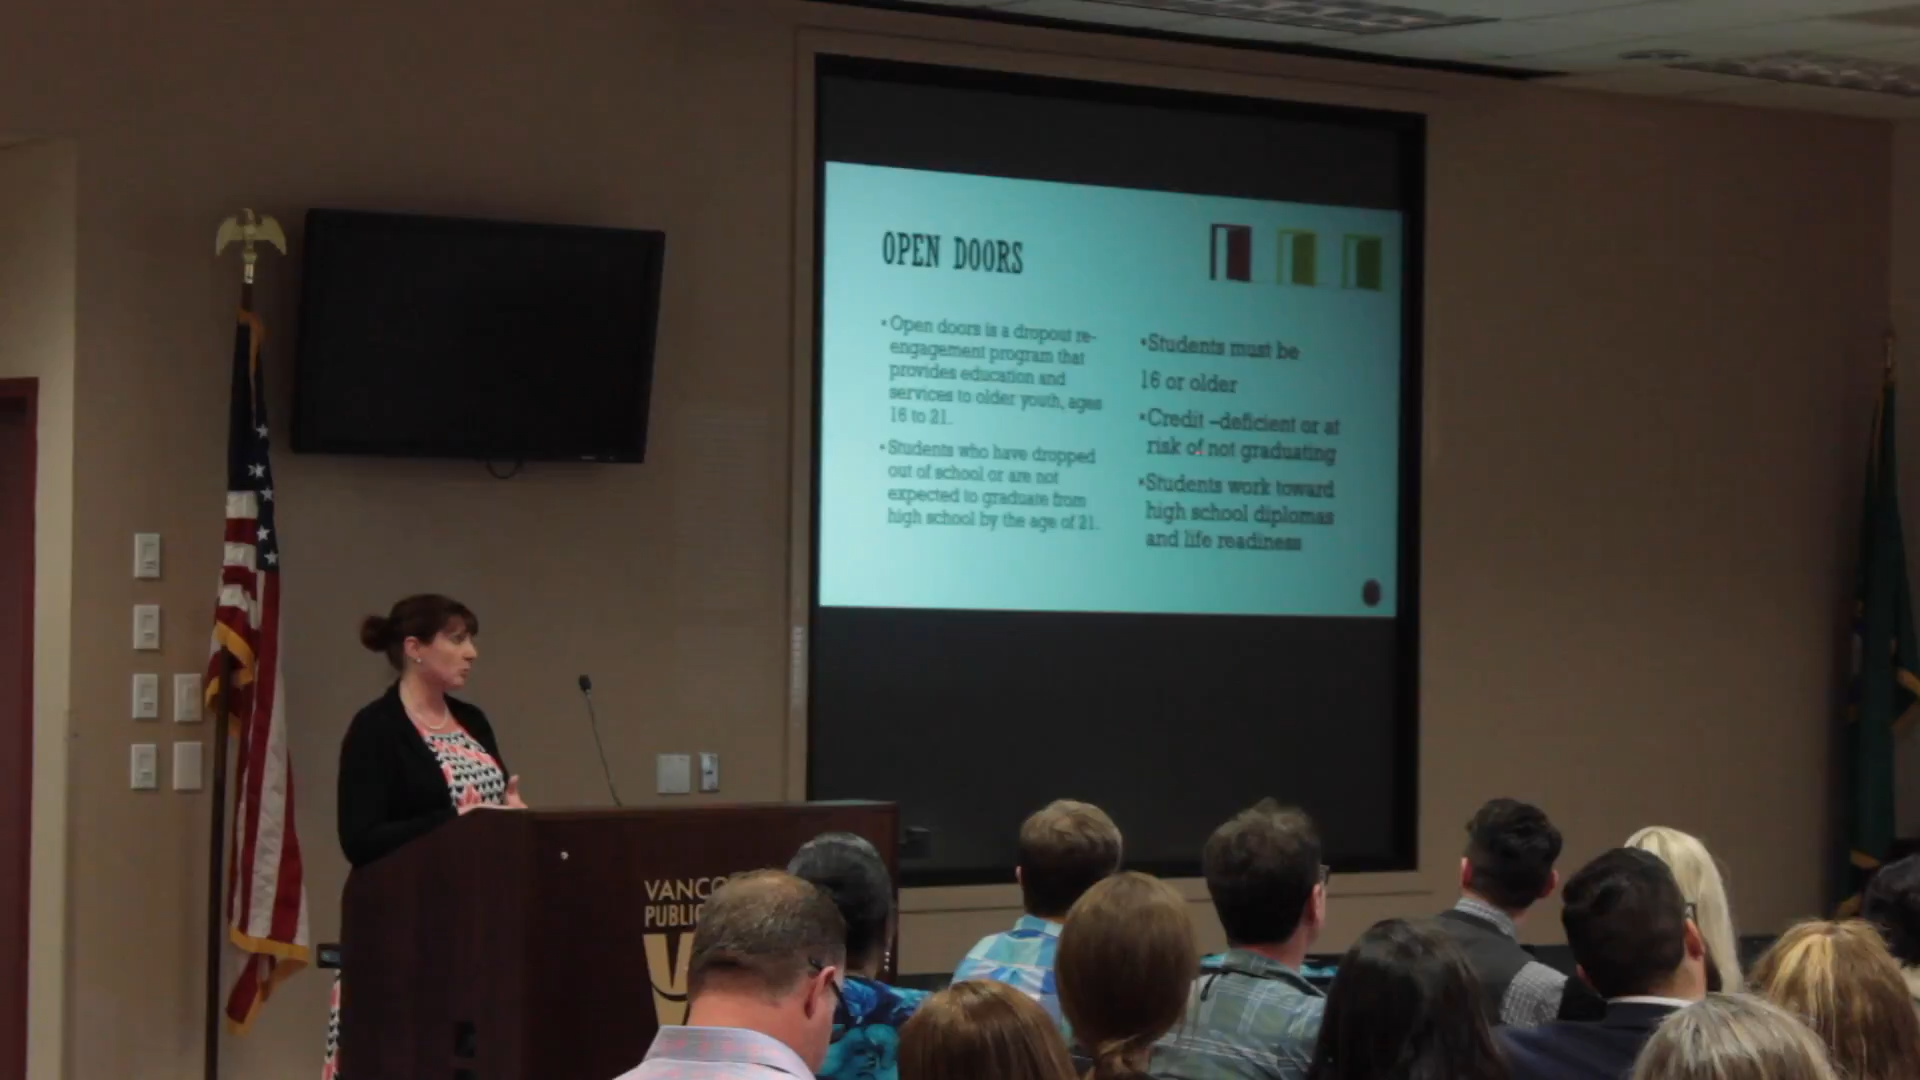 OPEN DOORS
• Open doors is a dropout re-
engagement program that
provides education and
services to older youth, ages
16 to 21.
• Students who have dropped
out of school or are not
expected to graduate from
high school by the age of 21.
•Students must be
16 or older
•Credit –deficient or at
risk of not graduating
•Students work toward
high school diplomas
and life readiness
PUBLIC